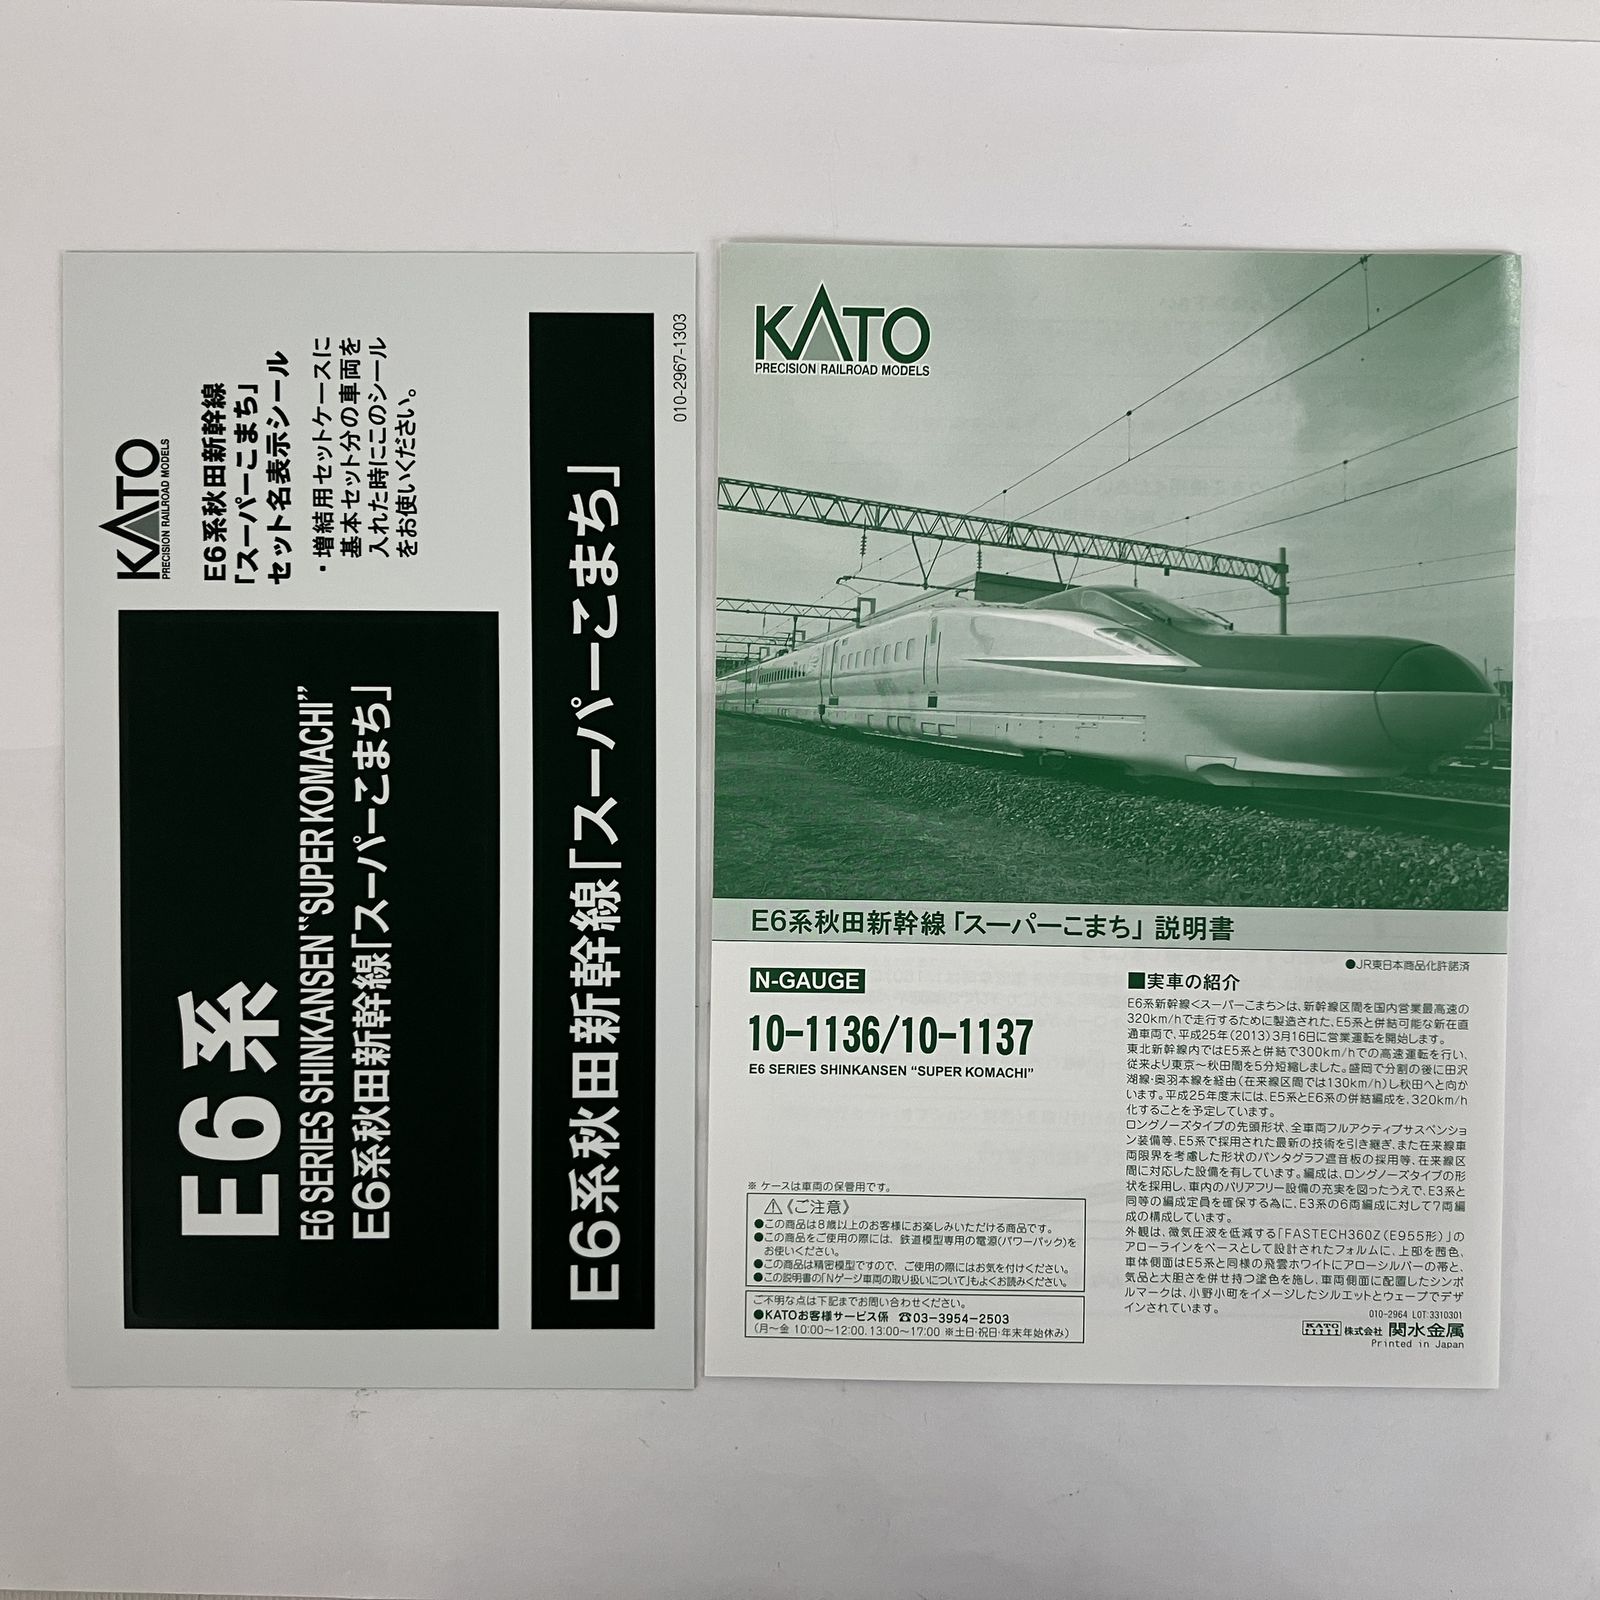 KATO
PRECISION RAILROAD MODELS
E6系秋田新幹線
「スーパーこまち」
セット名表示シール
・増結用セットケースに
基本セット分の車両を
入れた時にこのシール
をお使いください。
E6系
E6 SERIES SHINKANSEN "SUPER KOMACHI"
E6系秋田新幹線「スーパーこまち」
E6系秋田新幹線「スーパーこまち」
010-2967-1303
KATO
PRECISION RAILROAD MODELS
E6系秋田新幹線「スーパーこまち」説明書
●JR東日本商品化許諾済
N-GAUGE
10-1136/10-1137
E6 SERIES SHINKANSEN "SUPER KOMACHI"
※ ケースは車両の保管用です。
⚠《ご注意》
●この商品は8歳以上のお客様にお楽しみいただける商品です。
●この商品をご使用の際には、鉄道模型専用の電源(パワーパック)を
お使いください。
●この商品は精密模型ですので、ご使用の際にはお気を付けください。
●この説明書の「Nゲージ車両の取り扱いについて」もよくお読みください。
ご不明な点は下記までお問い合わせください。
●KATOお客様サービス係 ☎03-3954-2503
(月〜金 10:00〜12:00、13:00〜17:00 ※土日・祝日・年末年始休み)
■実車の紹介
E6系新幹線<スーパーこまち>は、新幹線区間を国内営業最高速の
320km/hで走行するために製造された、E5系と併結可能な新在直
通車両で、平成25年(2013)3月16日に営業運転を開始します。
東北新幹線内ではE5系と併結で300km/hでの高速運転を行い、
従来より東京〜秋田間を5分短縮しました。盛岡で分割の後に田沢
湖線・奥羽本線を経由(在来線区間では130km/h)し秋田へと向か
います。平成25年度末には、E5系とE6系の併結編成を、320km/h
化することを予定しています。
ロングノーズタイプの先頭形状、全車両フルアクティブサスペンショ
ン装備等、E5系で採用された最新の技術を引き継ぎ、また在来線車
両限界を考慮した形状のパンタグラフ遮音板の採用等、在来線区
間に対応した設備を有しています。編成は、ロングノーズタイプの形
状を採用し、車内のバリアフリー設備の充実を図ったうえで、E3系と
同等の編成定員を確保する為に、E3系の6両編成に対して7両編
成の構成しています。
外観は、微気圧波を低減する「FASTECH360Z(E955形)」の
アローラインをベースとして設計されたフォルムに、上部を茜色、
車体側面はE5系と同様の飛雲ホワイトにアローシルバーの帯と、
気品と大胆さを併せ持つ塗色を施し、車両側面に配置したシンボ
ルマークは、小野小町をイメージしたシルエットとウェーブでデザ
インされています。
010-2964 LOT:3310301
KATO 株式会社 関水金属
Printed in Japan